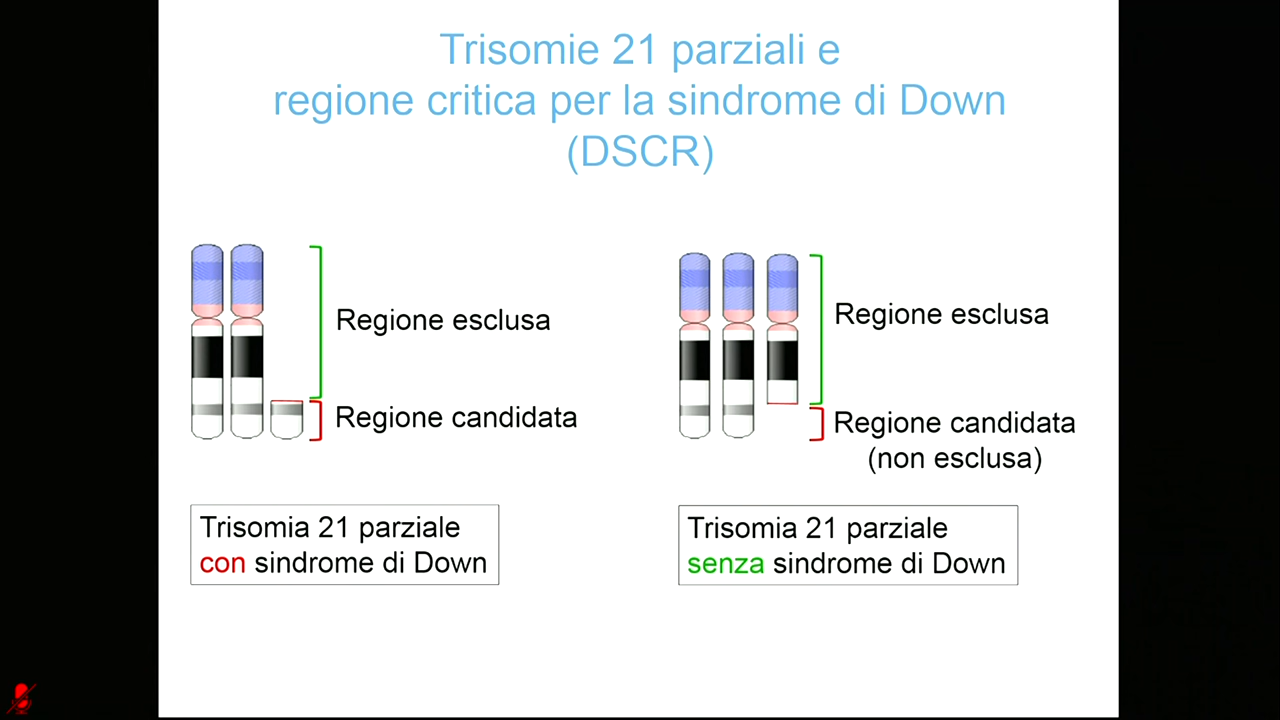 Trisomie 21 parziali e
regione critica per la sindrome di Down
(DSCR)
Regione esclusa
Regione candidata
Trisomia 21 parziale
con sindrome di Down
Regione esclusa
Regione candidata
(non esclusa)
Trisomia 21 parziale
senza sindrome di Down